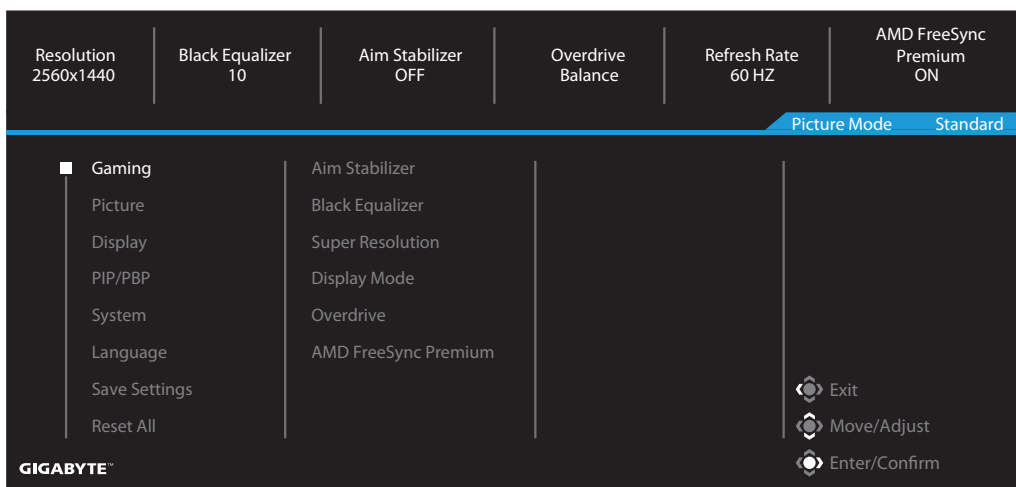 Resolution
2560x1440
Black Equalizer
10
Aim Stabilizer
OFF
Overdrive
Balance
Refresh Rate
60 HZ
AMD FreeSync
Premium
ON
Picture Mode Standard
Gaming
Picture
Display
PIP/PBP
System
Language
Save Settings
Reset All
Aim Stabilizer
Black Equalizer
Super Resolution
Display Mode
Overdrive
AMD FreeSync Premium
Exit
Move/Adjust
Enter/Confirm
GIGABYTE™